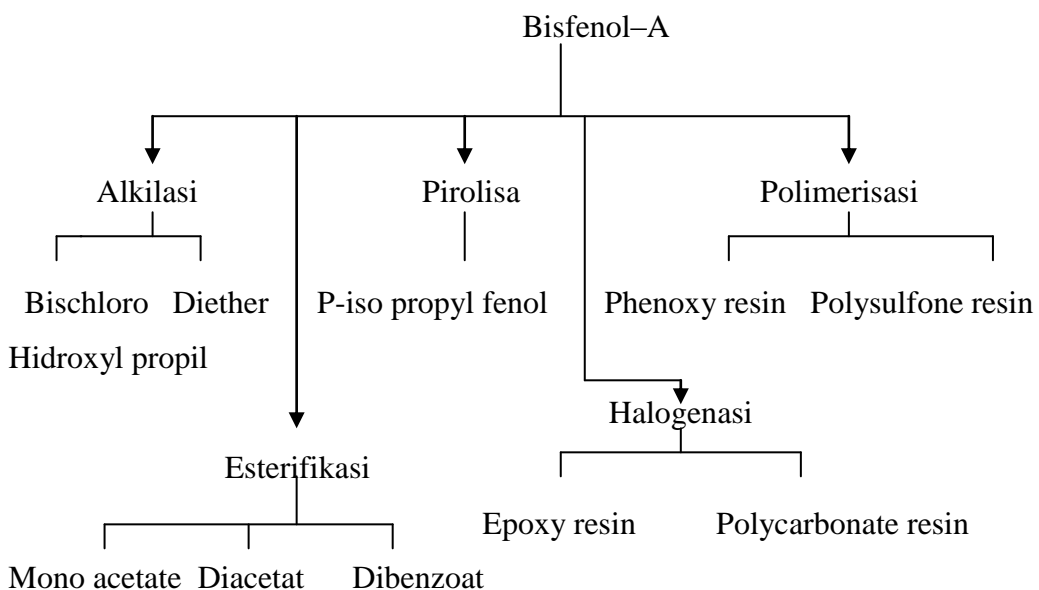 Bisfenol–A
Alkilasi Pirolisa Polimerisasi
Bischloro Diether P-iso propyl fenol Phenoxy resin Polysulfone resin
Hidroxyl propil
Halogenasi
Esterifikasi
Epoxy resin Polycarbonate resin
Mono acetate Diacetat Dibenzoat